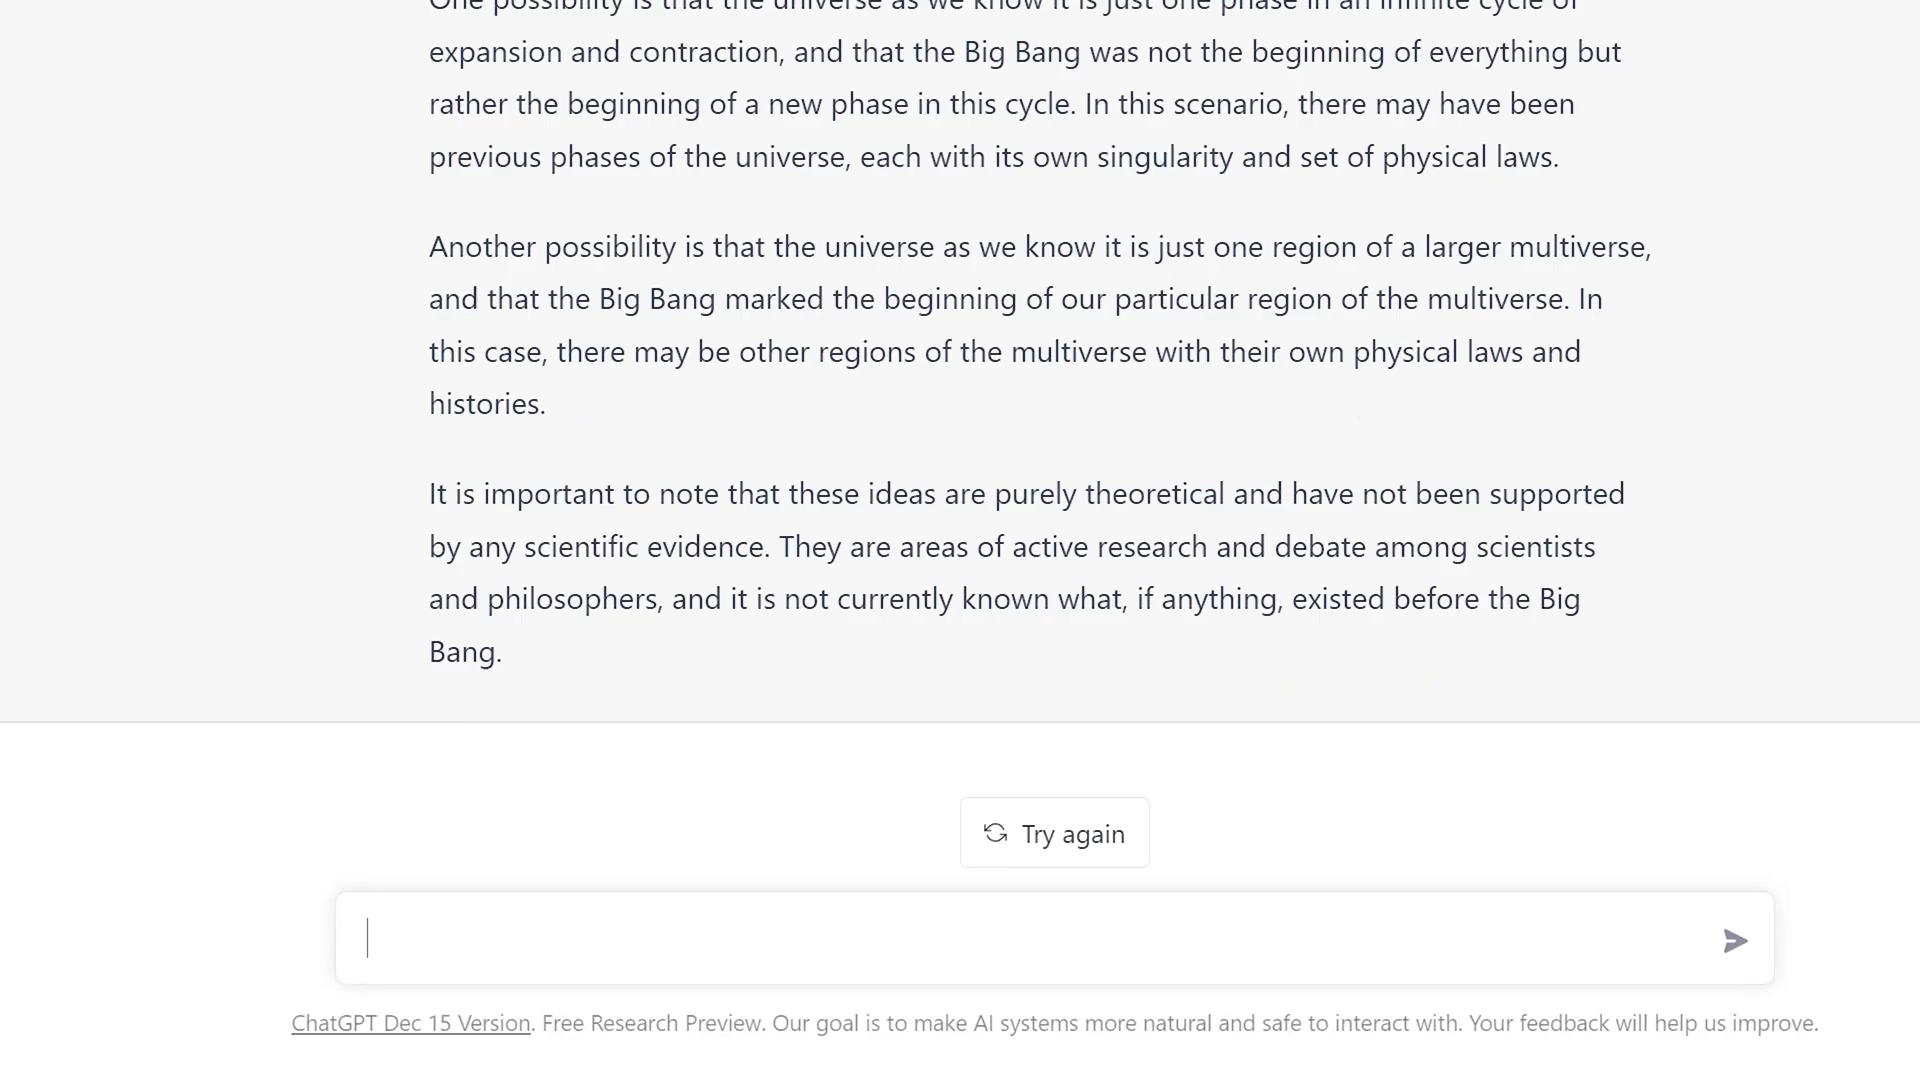 One possibility is that the universe as we know it is just one phase in an infinite cycle of
expansion and contraction, and that the Big Bang was not the beginning of everything but
rather the beginning of a new phase in this cycle. In this scenario, there may have been
previous phases of the universe, each with its own singularity and set of physical laws.
Another possibility is that the universe as we know it is just one region of a larger multiverse,
and that the Big Bang marked the beginning of our particular region of the multiverse. In
this case, there may be other regions of the multiverse with their own physical laws and
histories.
It is important to note that these ideas are purely theoretical and have not been supported
by any scientific evidence. They are areas of active research and debate among scientists
and philosophers, and it is not currently known what, if anything, existed before the Big
Bang.
Try again
ChatGPT Dec 15 Version. Free Research Preview. Our goal is to make AI systems more natural and safe to interact with. Your feedback will help us improve.